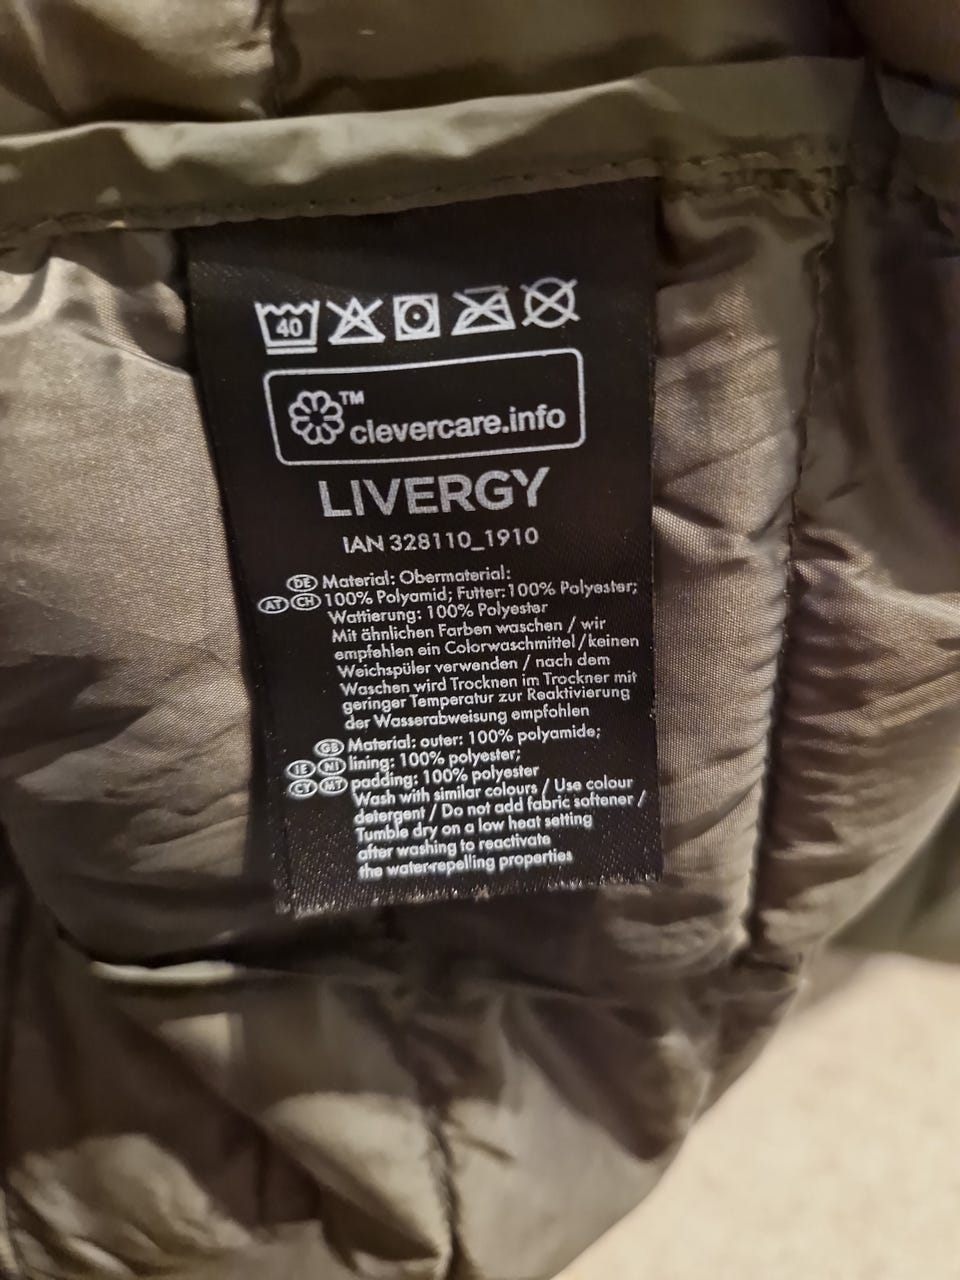 40
TM
clevercare.info
LIVERGY
IAN 328110_1910
DE Material: Obermaterial:
AT CH 100% Polyamid; Futter: 100% Polyester;
Wattierung: 100% Polyester
Mit ähnlichen Farben waschen / wir
empfehlen ein Colorwaschmittel / keinen
Weichspüler verwenden / nach dem
Waschen wird Trocknen im Trockner mit
geringer Temperatur zur Reaktivierung
der Wasserabweisung empfohlen
GB Material: outer: 100% polyamide;
IE NI lining: 100% polyester;
CY MT padding: 100% polyester
Wash with similar colours / Use colour
detergent / Do not add fabric softener /
Tumble dry on a low heat setting
after washing to reactivate
the water-repelling properties